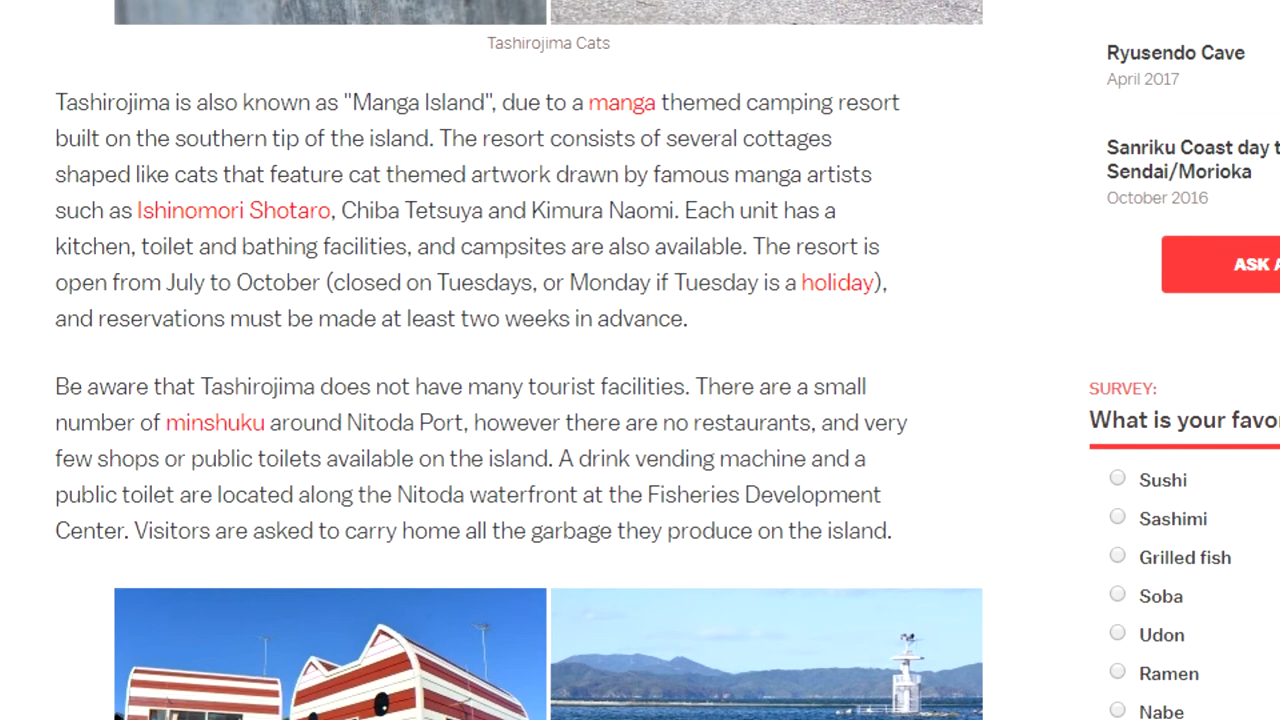 Tashirojima Cats
Tashirojima is also known as "Manga Island", due to a manga themed camping resort
built on the southern tip of the island. The resort consists of several cottages
shaped like cats that feature cat themed artwork drawn by famous manga artists
such as Ishinomori Shotaro, Chiba Tetsuya and Kimura Naomi. Each unit has a
kitchen, toilet and bathing facilities, and campsites are also available. The resort is
open from July to October (closed on Tuesdays, or Monday if Tuesday is a holiday),
and reservations must be made at least two weeks in advance.
Be aware that Tashirojima does not have many tourist facilities. There are a small
number of minshuku around Nitoda Port, however there are no restaurants, and very
few shops or public toilets available on the island. A drink vending machine and a
public toilet are located along the Nitoda waterfront at the Fisheries Development
Center. Visitors are asked to carry home all the garbage they produce on the island.
Ryusendo Cave
April 2017
Sanriku Coast day t
Sendai/Morioka
October 2016
ASK A
SURVEY:
What is your favo
Sushi
Sashimi
Grilled fish
Soba
Udon
Ramen
Nabe